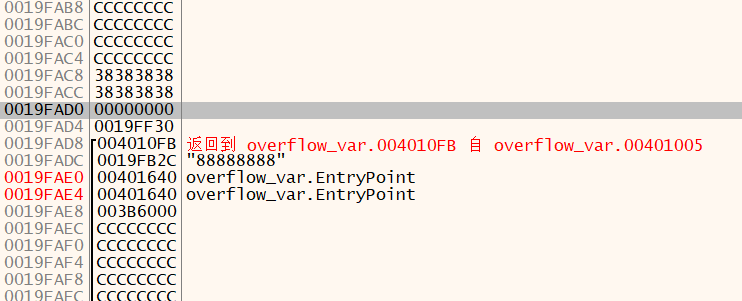 0019FAB8 CCCCCCCC
0019FABC CCCCCCCC
0019FAC0 CCCCCCCC
0019FAC4 CCCCCCCC
0019FAC8 38383838
0019FACC 38383838
0019FAD0 00000000
0019FAD4 0019FF30
0019FAD8 004010FB 返回到 overflow_var.004010FB 自 overflow_var.00401005
0019FADC 0019FB2C "88888888"
0019FAE0 00401640 overflow_var.EntryPoint
0019FAE4 00401640 overflow_var.EntryPoint
0019FAE8 003B6000
0019FAEC CCCCCCCC
0019FAF0 CCCCCCCC
0019FAF4 CCCCCCCC
0019FAF8 CCCCCCCC
0019FAFC CCCCCCCC